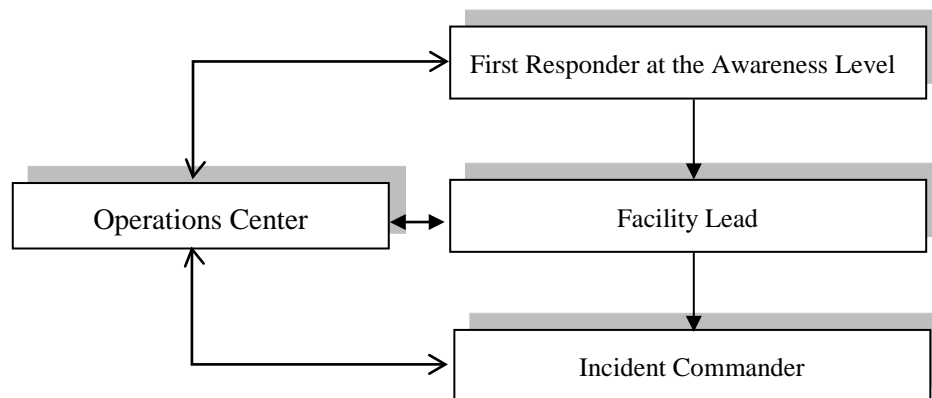 First Responder at the Awareness Level
Operations Center
Facility Lead
Incident Commander